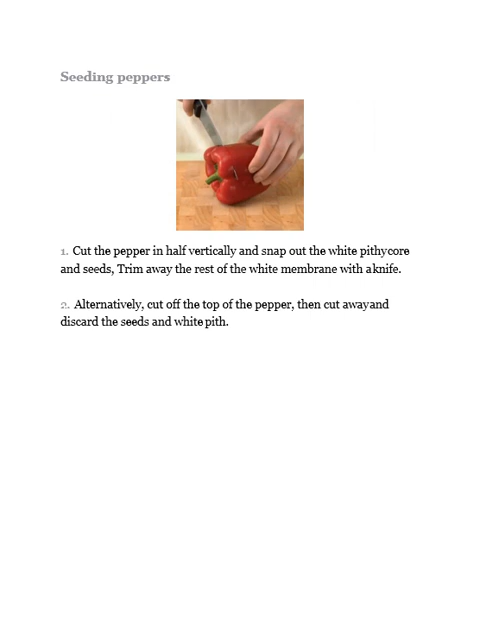 Seeding peppers
1. Cut the pepper in half vertically and snap out the white pithycore
and seeds, Trim away the rest of the white membrane with aknife.
2. Alternatively, cut off the top of the pepper, then cut awayand
discard the seeds and white pith.